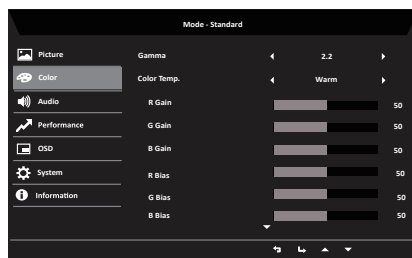 Mode - Standard
Picture
Color
Audio
Performance
OSD
System
Information
Gamma 2.2
Color Temp. Warm
R Gain 50
G Gain 50
B Gain 50
R Bias 50
G Bias 50
B Bias 50